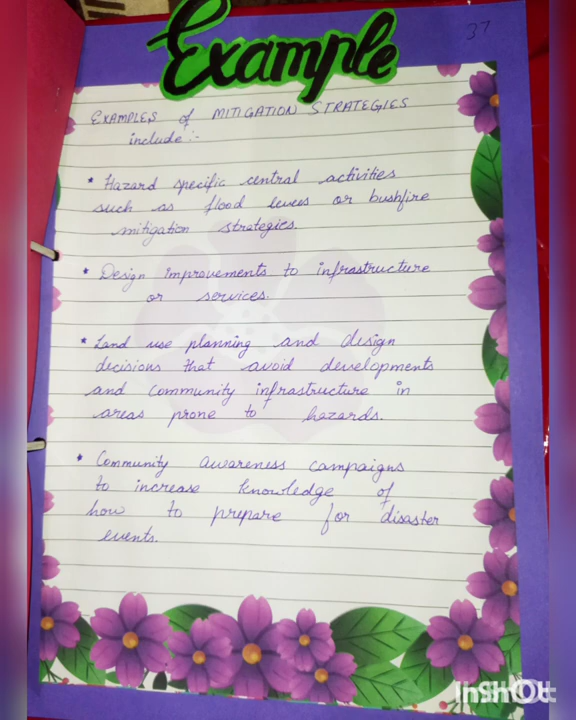 Example
37
EXAMPLES of MITIGATION STRATEGIES
include :-
* Hazard specific central activities
such as flood levees or bushfire
mitigation strategies.
* Design improvements to infrastructure
or services.
* Land use planning and design
decisions that avoid developments
and community infrastructure in
areas prone to hazards.
* Community awareness campaigns
to increase knowledge of
how to prepare for disaster
events.
InShOt